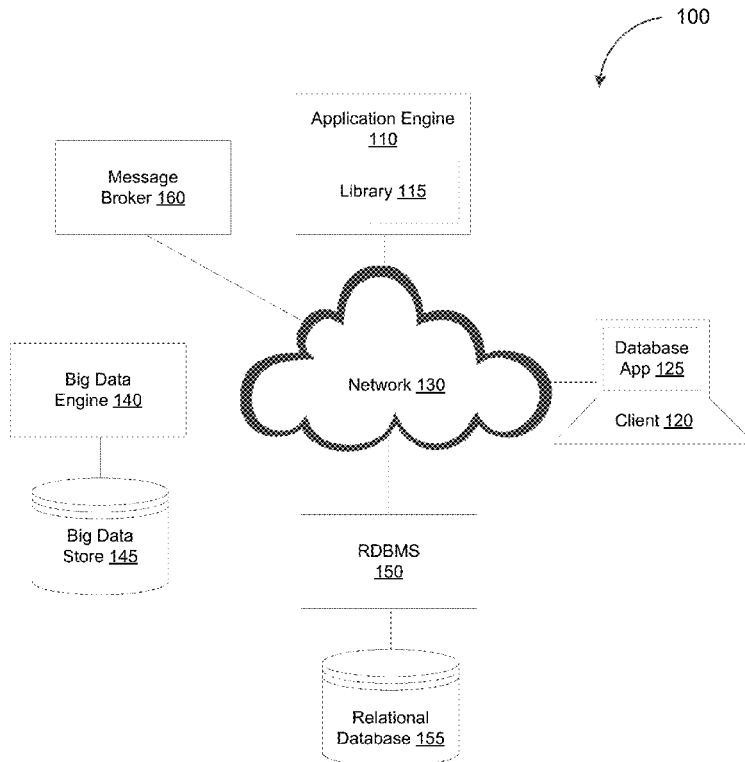 100
Application Engine
110
Library 115
Message
Broker 160
Network 130
Database
App 125
Client 120
Big Data
Engine 140
Big Data
Store 145
RDBMS
150
Relational
Database 155